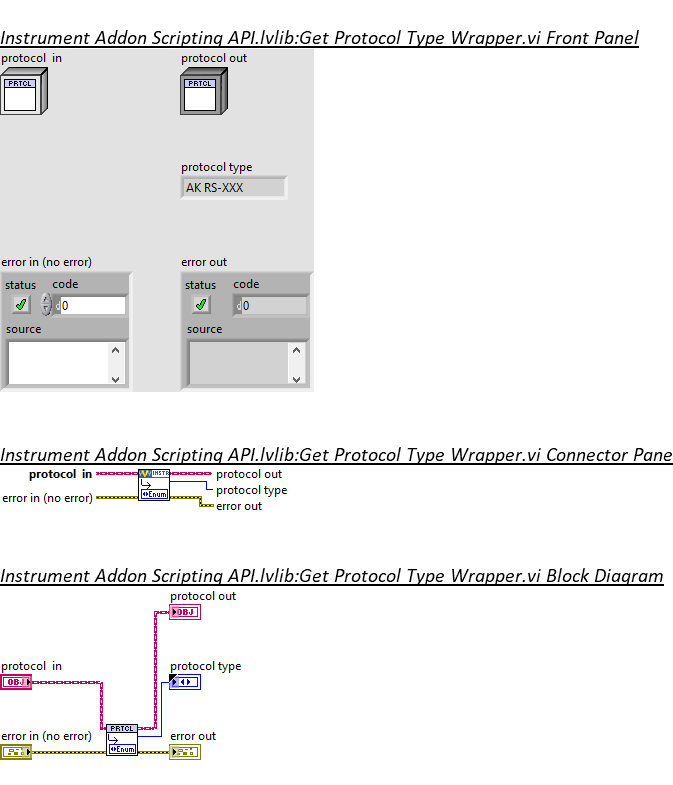 Instrument Addon Scripting API.lvlib:Get Protocol Type Wrapper.vi Front Panel
protocol in protocol out
PRTCL PRTCL
protocol type
AK RS-XXX
error in (no error) error out
status code status code
d 0 d 0
source source
Instrument Addon Scripting API.lvlib:Get Protocol Type Wrapper.vi Connector Pane
protocol in INSTR protocol out
protocol type
error in (no error) Enum error out
Instrument Addon Scripting API.lvlib:Get Protocol Type Wrapper.vi Block Diagram
protocol out
OBJ
protocol in protocol type
OBJ
PRTCL
error in (no error) error out
Enum